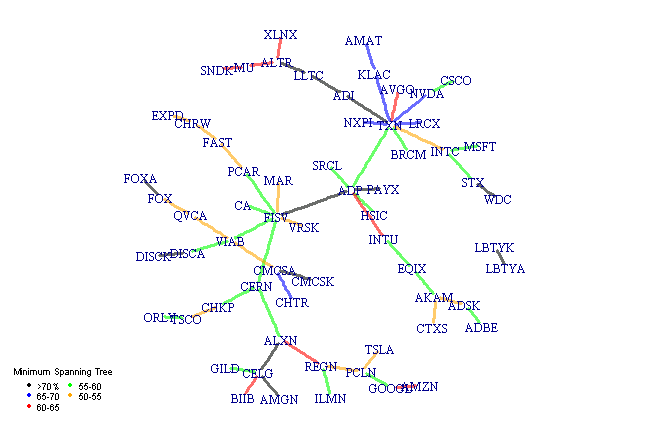 XLNX
AMAT
SNDK MU ALTR
LLTC
KLAC
CSCO
AVGO
NVDA
ADI
EXPD
CHRW
NXPI TXN LRCX
FAST
BRCM
INTC
MSFT
SRCL
PCAR
FOXA
MAR
STX
ADP PAYX
FOX
WDC
CA
QVCA
FISV
HSIC
VRSK
VIAB
INTU
DISCK DISCA
LBTYK
CMCSA
EQIX
LBTYA
CMCSK
CERN
CHTR
AKAM
CHKP
ADSK
ORLY TSCO
CTXS
ADBE
ALXN
TSLA
GILD
REGN
CELG
PCLN
Minimum Spanning Tree
>70% 55-60
65-70 50-55
60-65
GOOGL AMZN
BIIB AMGN
ILMN